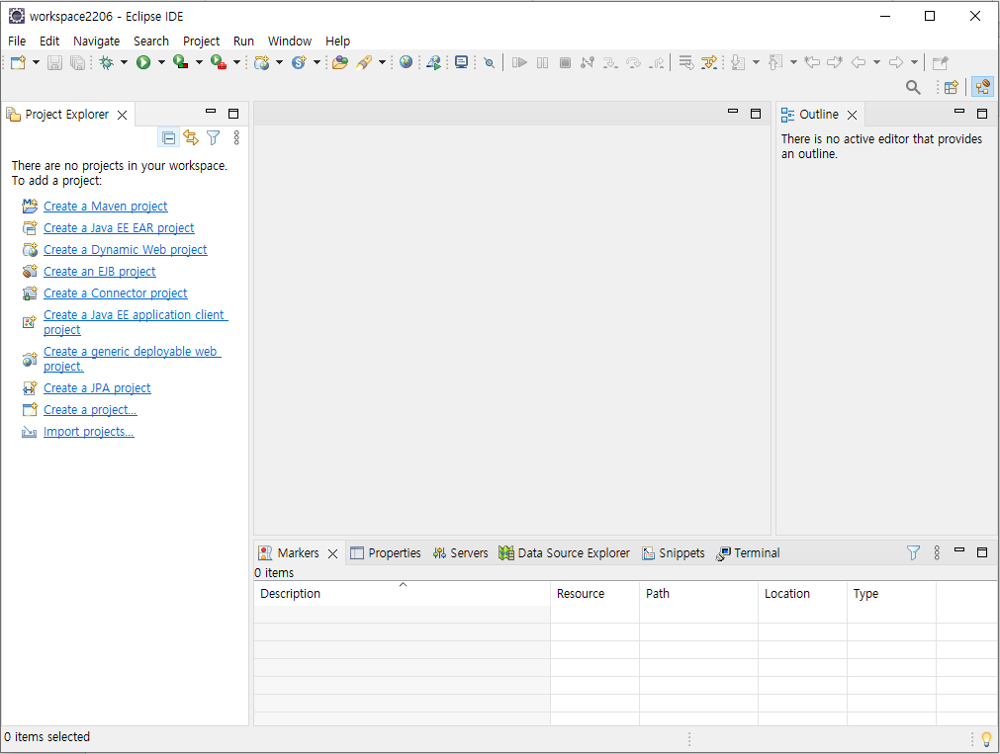 workspace2206 - Eclipse IDE
File Edit Navigate Search Project Run Window Help
Project Explorer
There are no projects in your workspace.
To add a project:
Create a Maven project
Create a Java EE EAR project
Create a Dynamic Web project
Create an EJB project
Create a Connector project
Create a Java EE application client
project
Create a generic deployable web
project.
Create a JPA project
Create a project...
Import projects...
Outline
There is no active editor that provides
an outline.
Markers Properties Servers Data Source Explorer Snippets Terminal
0 items
Description Resource Path Location Type
0 items selected